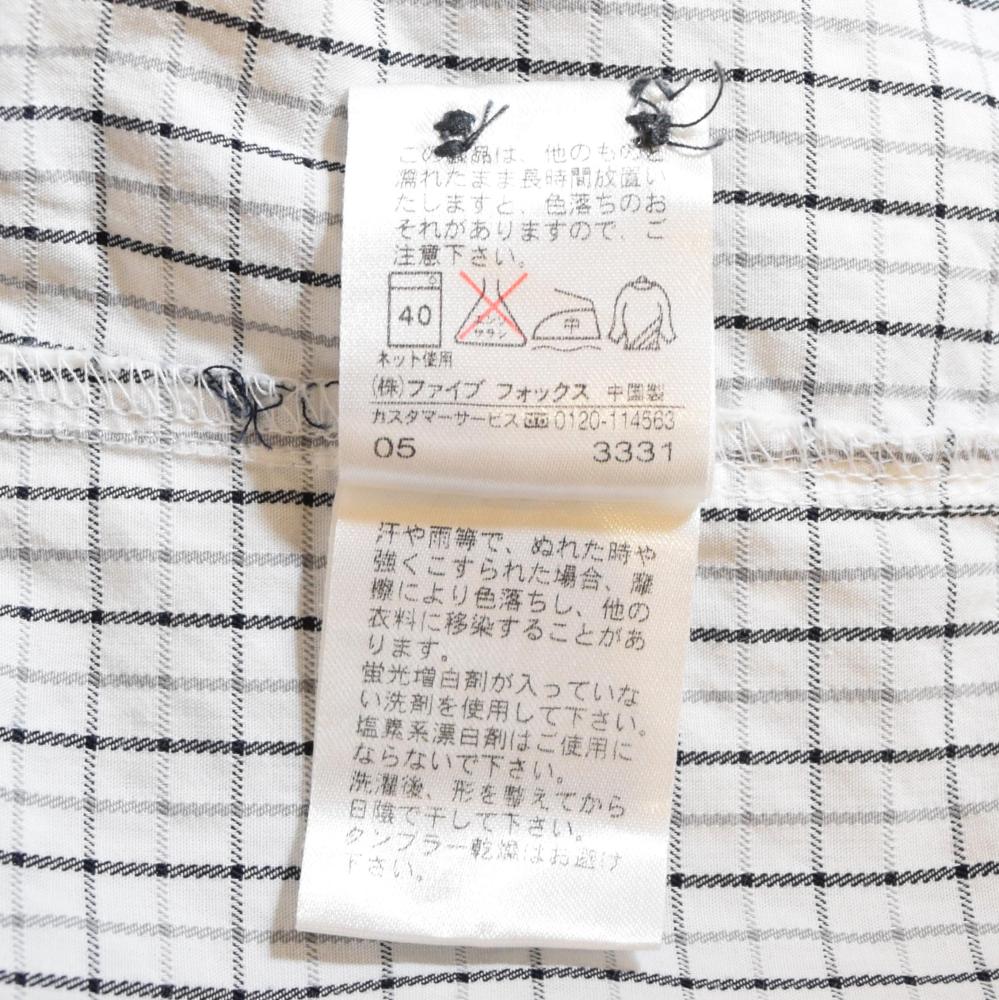 この製品は、他のものと
濡れたまま長時間放置い
たしますと、色落ちのお
それがありますので、ご
注意下さい。
40
エンソ
サラシ
中
ネット使用
(株)ファイブ フォックス 中国製
カスタマーサービス 0120-114563
05 3331
汗や雨等で、ぬれた時や
強くこすられた場合、摩
擦により色落ちし、他の
衣料に移染することがあ
ります。
蛍光増白剤が入っていな
い洗剤を使用して下さい。
塩素系漂白剤はご使用に
ならないで下さい。
洗濯後、形を整えてから
日陰で干して下さい。
タンブラー乾燥はお避け
下さい。